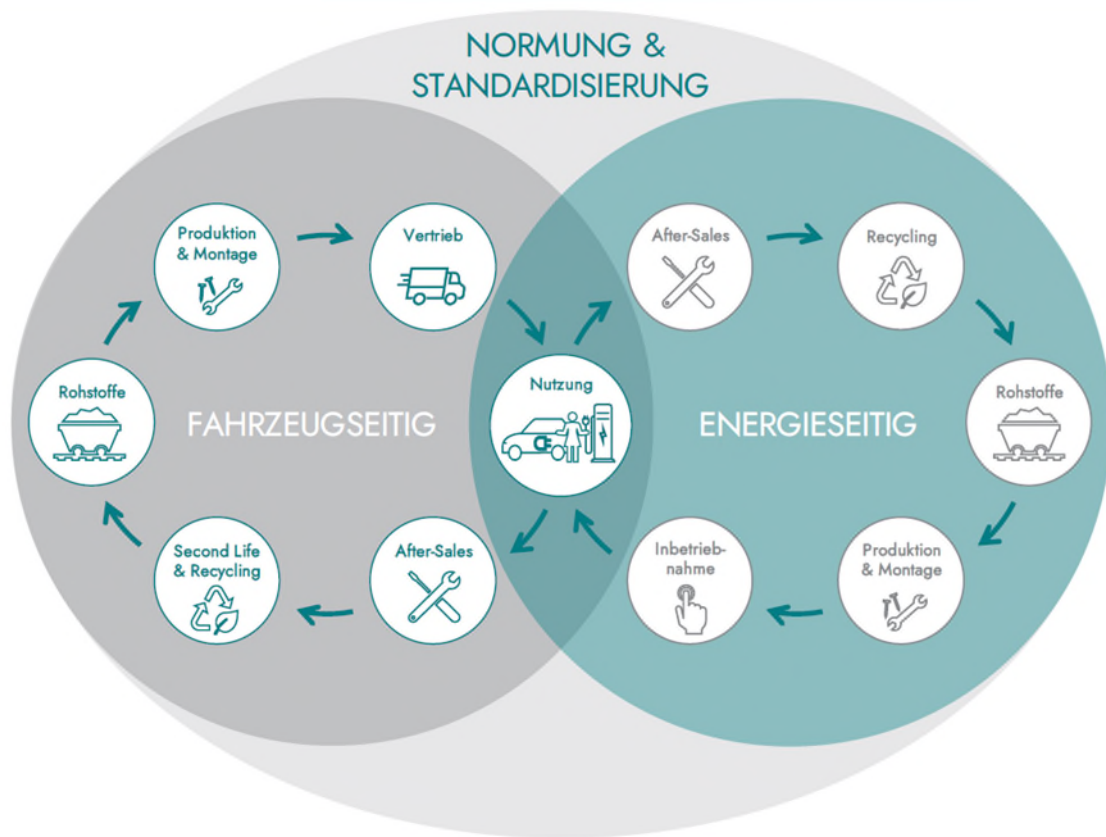 NORMUNG &
STANDARDISIERUNG
Produktion
& Montage
Vertrieb
After-Sales
Recycling
Rohstoffe
FAHRZEUGSEITIG
Nutzung
ENERGIESEITIG
Rohstoffe
Second Life
& Recycling
After-Sales
Inbetrieb-
nahme
Produktion
& Montage